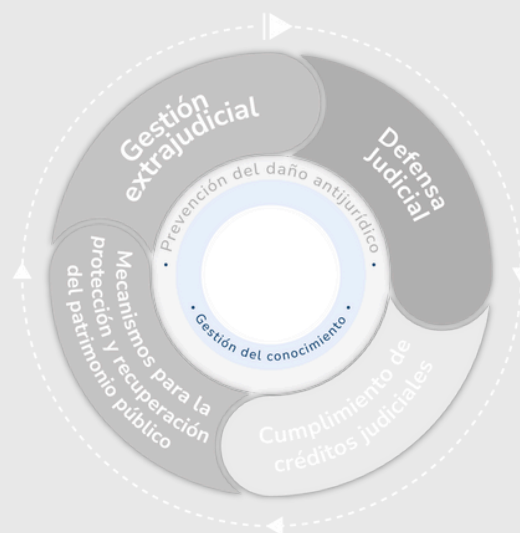 Gestión
extrajudicial
Defensa
Judicial
Cumplimiento de
créditos judiciales
Mecanismos para la
protección y recuperación
del patrimonio público
• Prevención del daño antijurídico •
• Gestión del conocimiento •